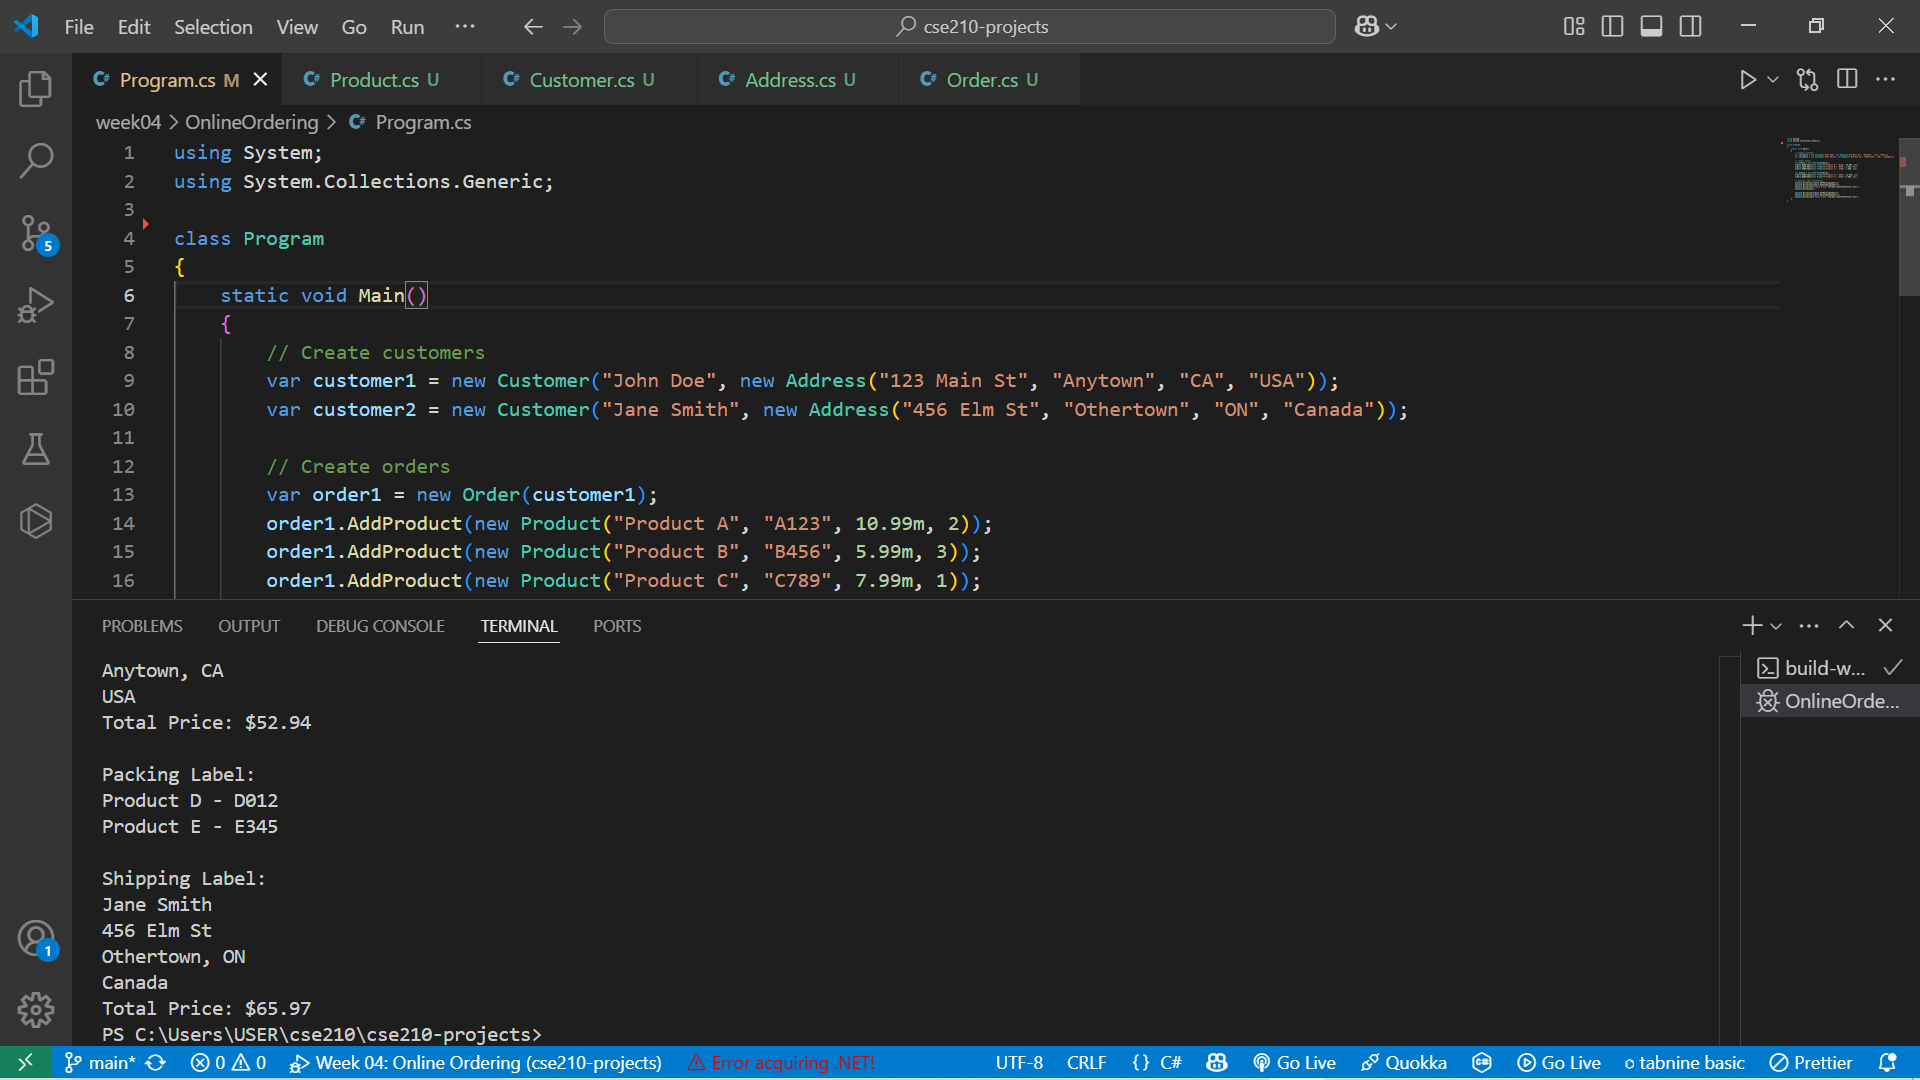 File Edit Selection View Go Run ··· cse210-projects
Program.cs M Product.cs U Customer.cs U Address.cs U Order.cs U
week04 > OnlineOrdering > Program.cs
1 using System;
2 using System.Collections.Generic;
3
4 class Program
5 {
6 static void Main()
7 {
8 // Create customers
9 var customer1 = new Customer("John Doe", new Address("123 Main St", "Anytown", "CA", "USA"));
10 var customer2 = new Customer("Jane Smith", new Address("456 Elm St", "Othertown", "ON", "Canada"));
11
12 // Create orders
13 var order1 = new Order(customer1);
14 order1.AddProduct(new Product("Product A", "A123", 10.99m, 2));
15 order1.AddProduct(new Product("Product B", "B456", 5.99m, 3));
16 order1.AddProduct(new Product("Product C", "C789", 7.99m, 1));
5
1
PROBLEMS OUTPUT DEBUG CONSOLE TERMINAL PORTS
Anytown, CA
USA
Total Price: $52.94
Packing Label:
Product D - D012
Product E - E345
Shipping Label:
Jane Smith
456 Elm St
Othertown, ON
Canada
Total Price: $65.97
PS C:\Users\USER\cse210\cse210-projects>
build-w...
OnlineOrde...
main* 0 0 Week 04: Online Ordering (cse210-projects) Error acquiring .NET! UTF-8 CRLF {} C# Go Live Quokka Go Live tabnine basic Prettier